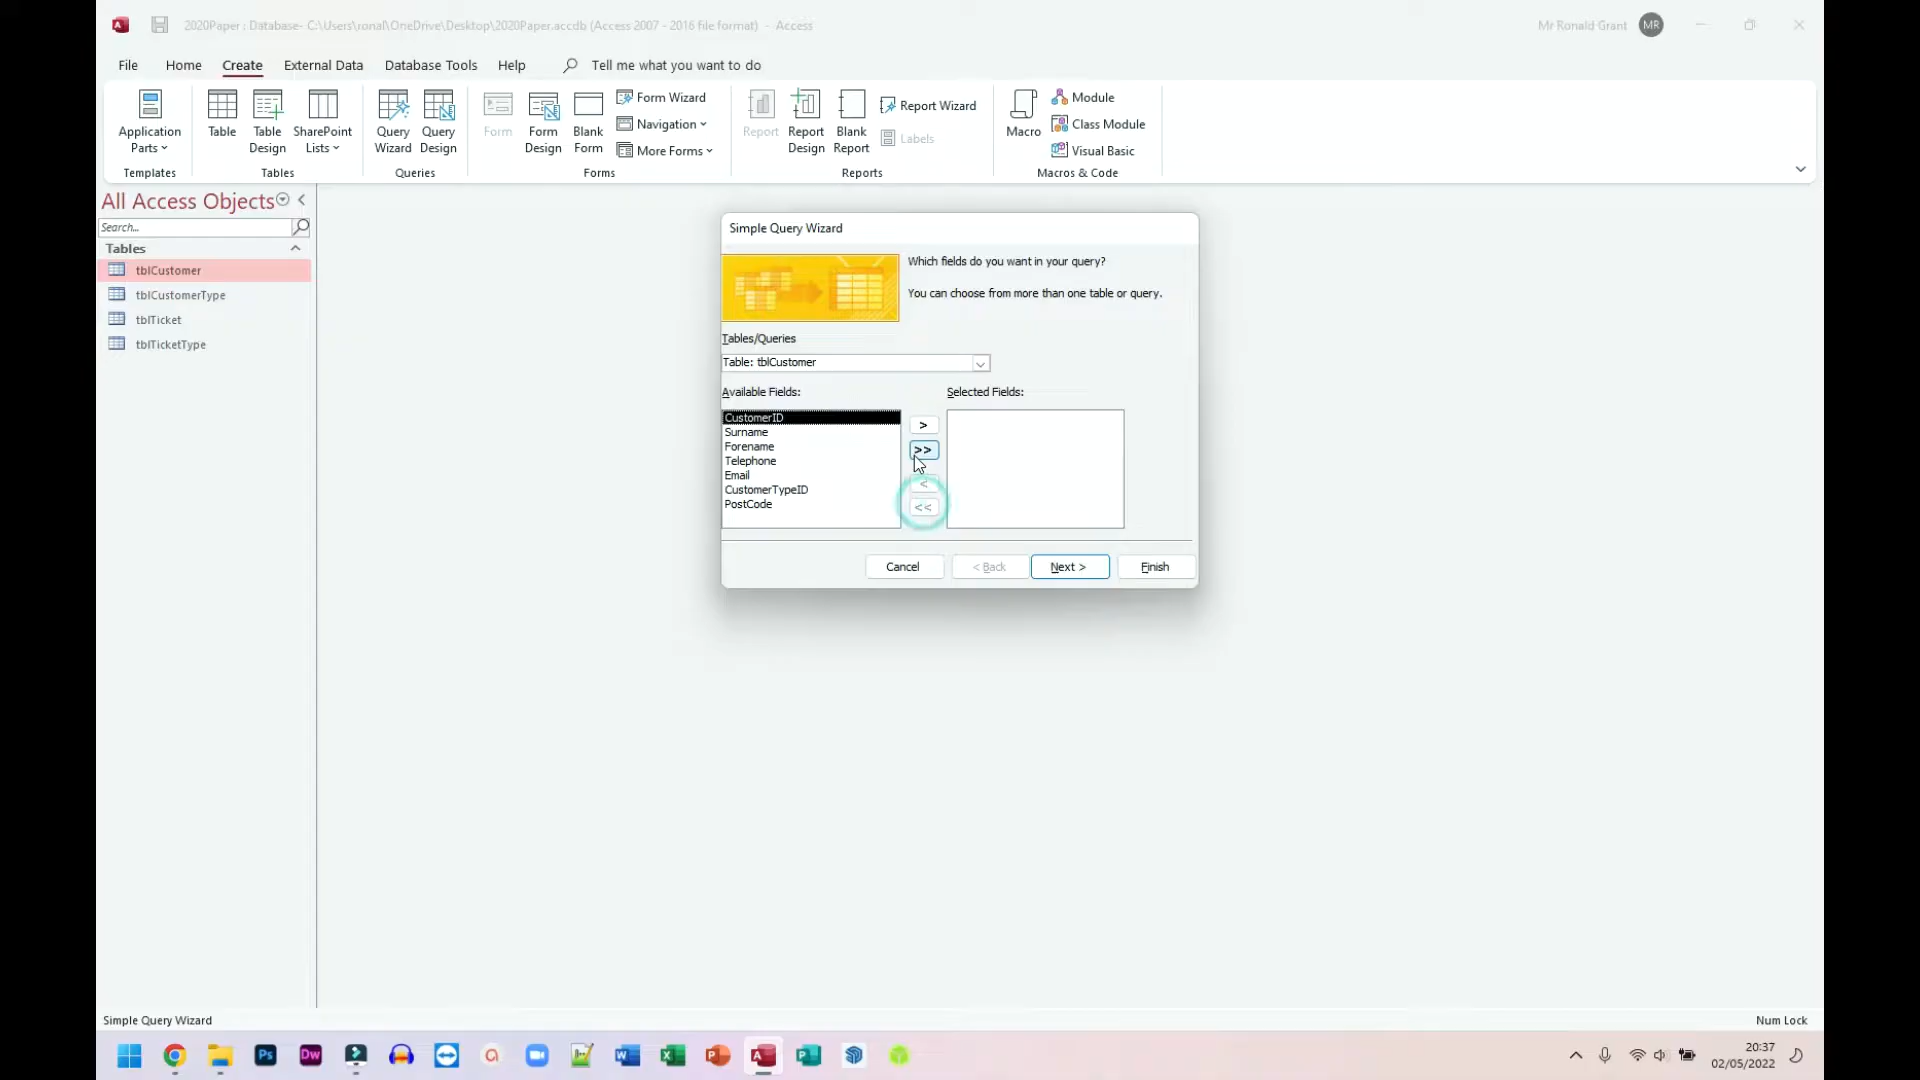 2020Paper : Database- C:\Users\ronal\OneDrive\Desktop\2020Paper.accdb (Access 2007 - 2016 file format) - Access
Mr Ronald Grant
MR
File
Home
Create
External Data
Database Tools
Help
Tell me what you want to do
Application
Parts
Templates
Table
Table
Design
SharePoint
Lists
Tables
Query
Wizard
Query
Design
Queries
Form
Form
Design
Blank
Form
Form Wizard
Navigation
More Forms
Forms
Report
Report
Design
Blank
Report
Report Wizard
Labels
Reports
Macro
Module
Class Module
Visual Basic
Macros & Code
All Access Objects
Search...
Tables
tblCustomer
tblCustomerType
tblTicket
tblTicketType
Simple Query Wizard
Which fields do you want in your query?
You can choose from more than one table or query.
Tables/Queries
Table: tblCustomer
Available Fields:
Selected Fields:
CustomerID
Surname
Forename
Telephone
Email
CustomerTypeID
PostCode
>
>>
<
<<
Cancel
< Back
Next >
Finish
Simple Query Wizard
Num Lock
Ps
Dw
W
X
P
A
P
20:37
02/05/2022